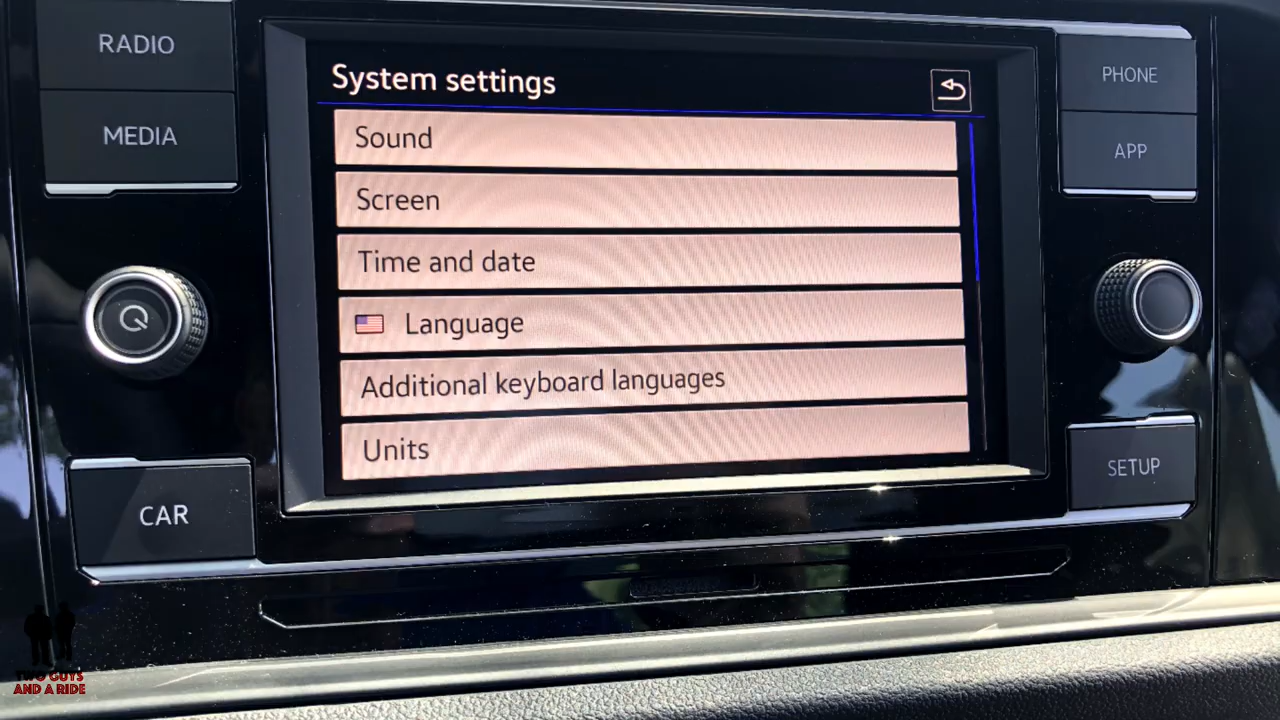 RADIO
MEDIA
CAR
System settings
Sound
Screen
Time and date
Language
Additional keyboard languages
Units
PHONE
APP
SETUP
TWO GUYS
AND A RIDE